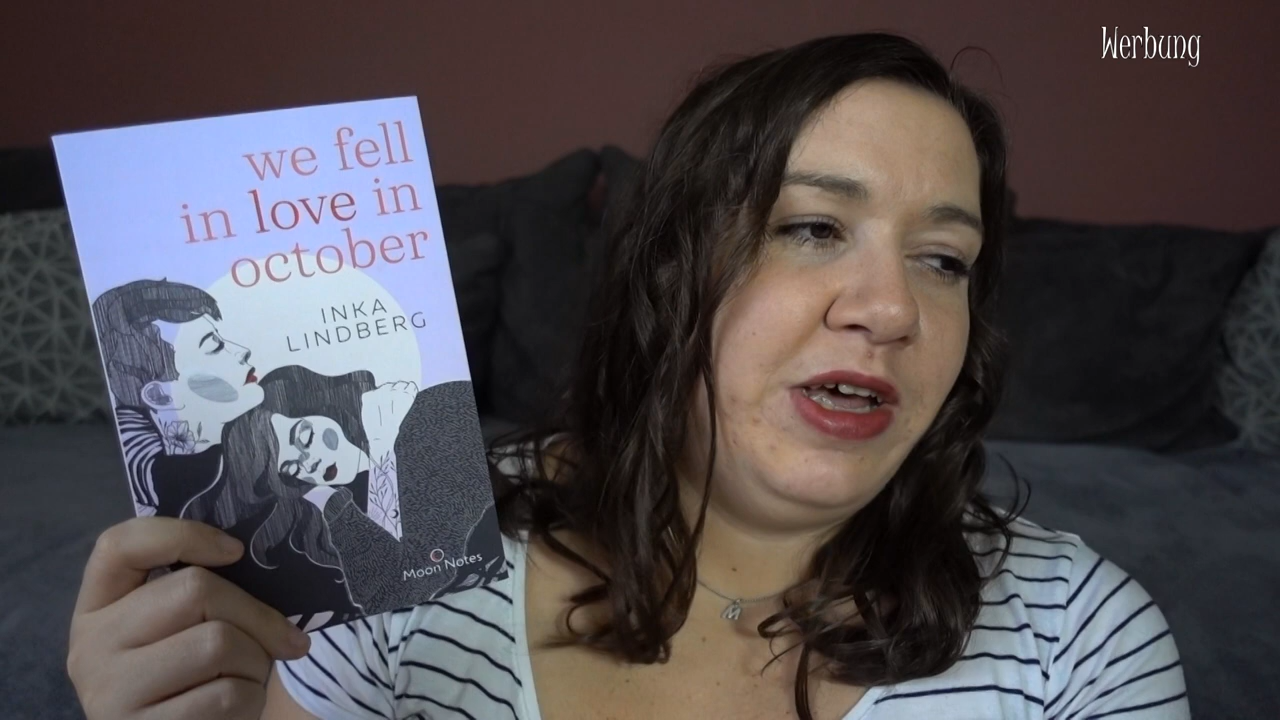 Werbung
we fell
in love in
october
INKA
LINDBERG
Moon Notes
M